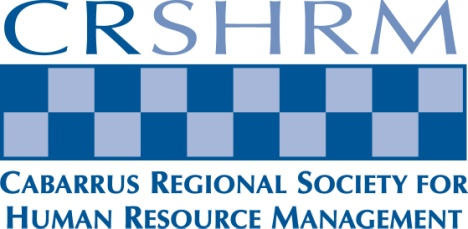 CRSHRM
CABARRUS REGIONAL SOCIETY FOR
HUMAN RESOURCE MANAGEMENT